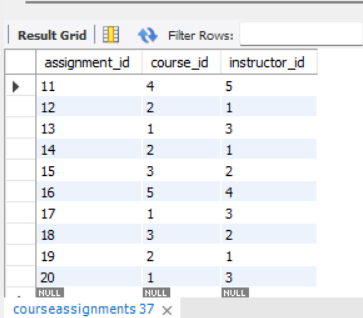 Result Grid Filter Rows:
assignment_id course_id instructor_id
11 4 5
12 2 1
13 1 3
14 2 1
15 3 2
16 5 4
17 1 3
18 3 2
19 2 1
20 1 3
NULL NULL NULL
courseassignments 37 ×